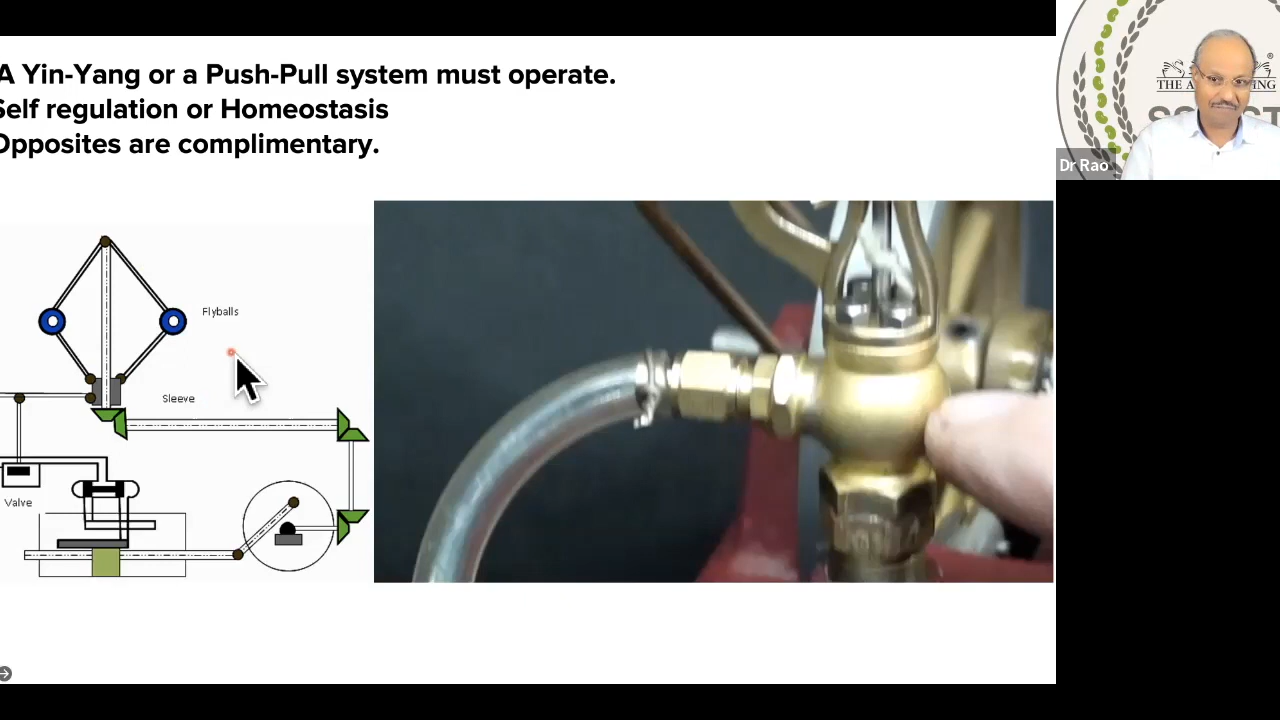 A Yin-Yang or a Push-Pull system must operate.
Self regulation or Homeostasis
Opposites are complimentary.
Flyballs
Sleeve
Valve
Dr Rao